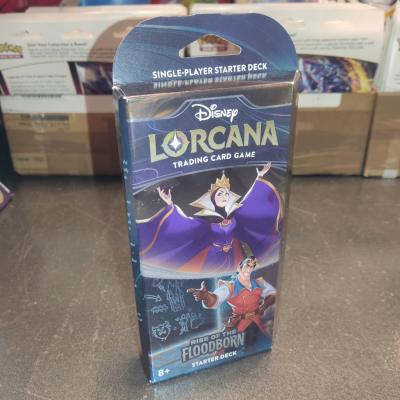 SINGLE-PLAYER STARTER DECK
Disney
LORCANA
TRADING CARD GAME
RISE OF THE
FLOODBORN
STARTER DECK
8+